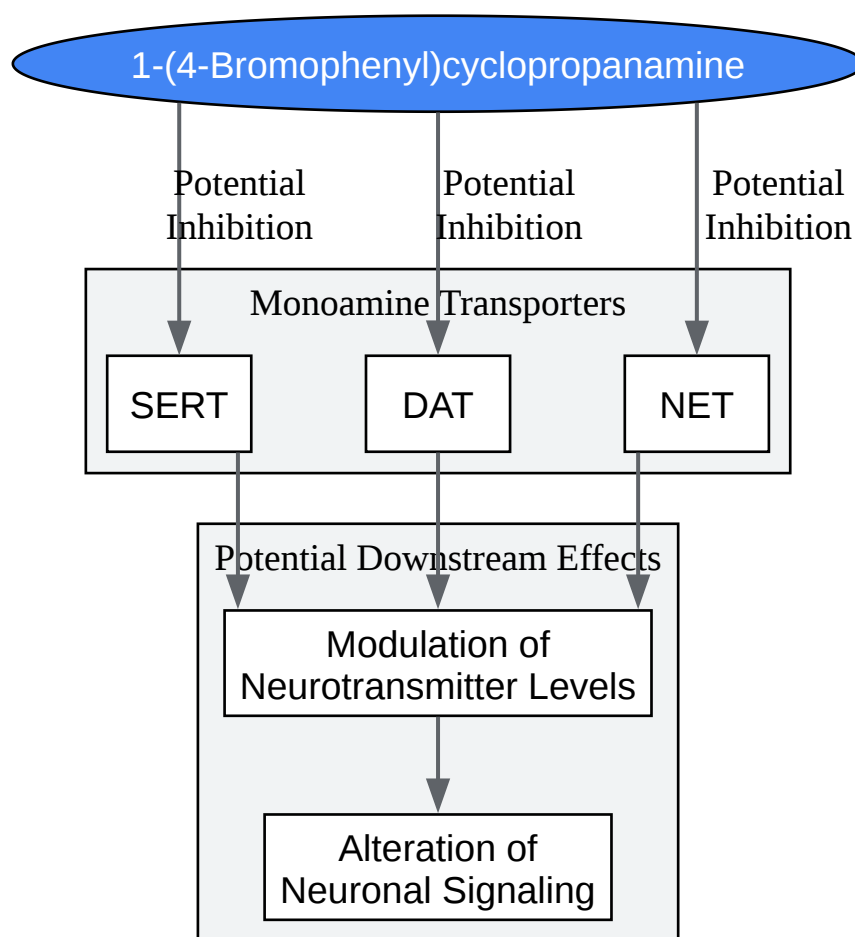 1-(4-Bromophenyl)cyclopropanamine
Potential
Inhibition
Potential
Inhibition
Potential
Inhibition
Monoamine Transporters
SERT
DAT
NET
Potential Downstream Effects
Modulation of
Neurotransmitter Levels
Alteration of
Neuronal Signaling